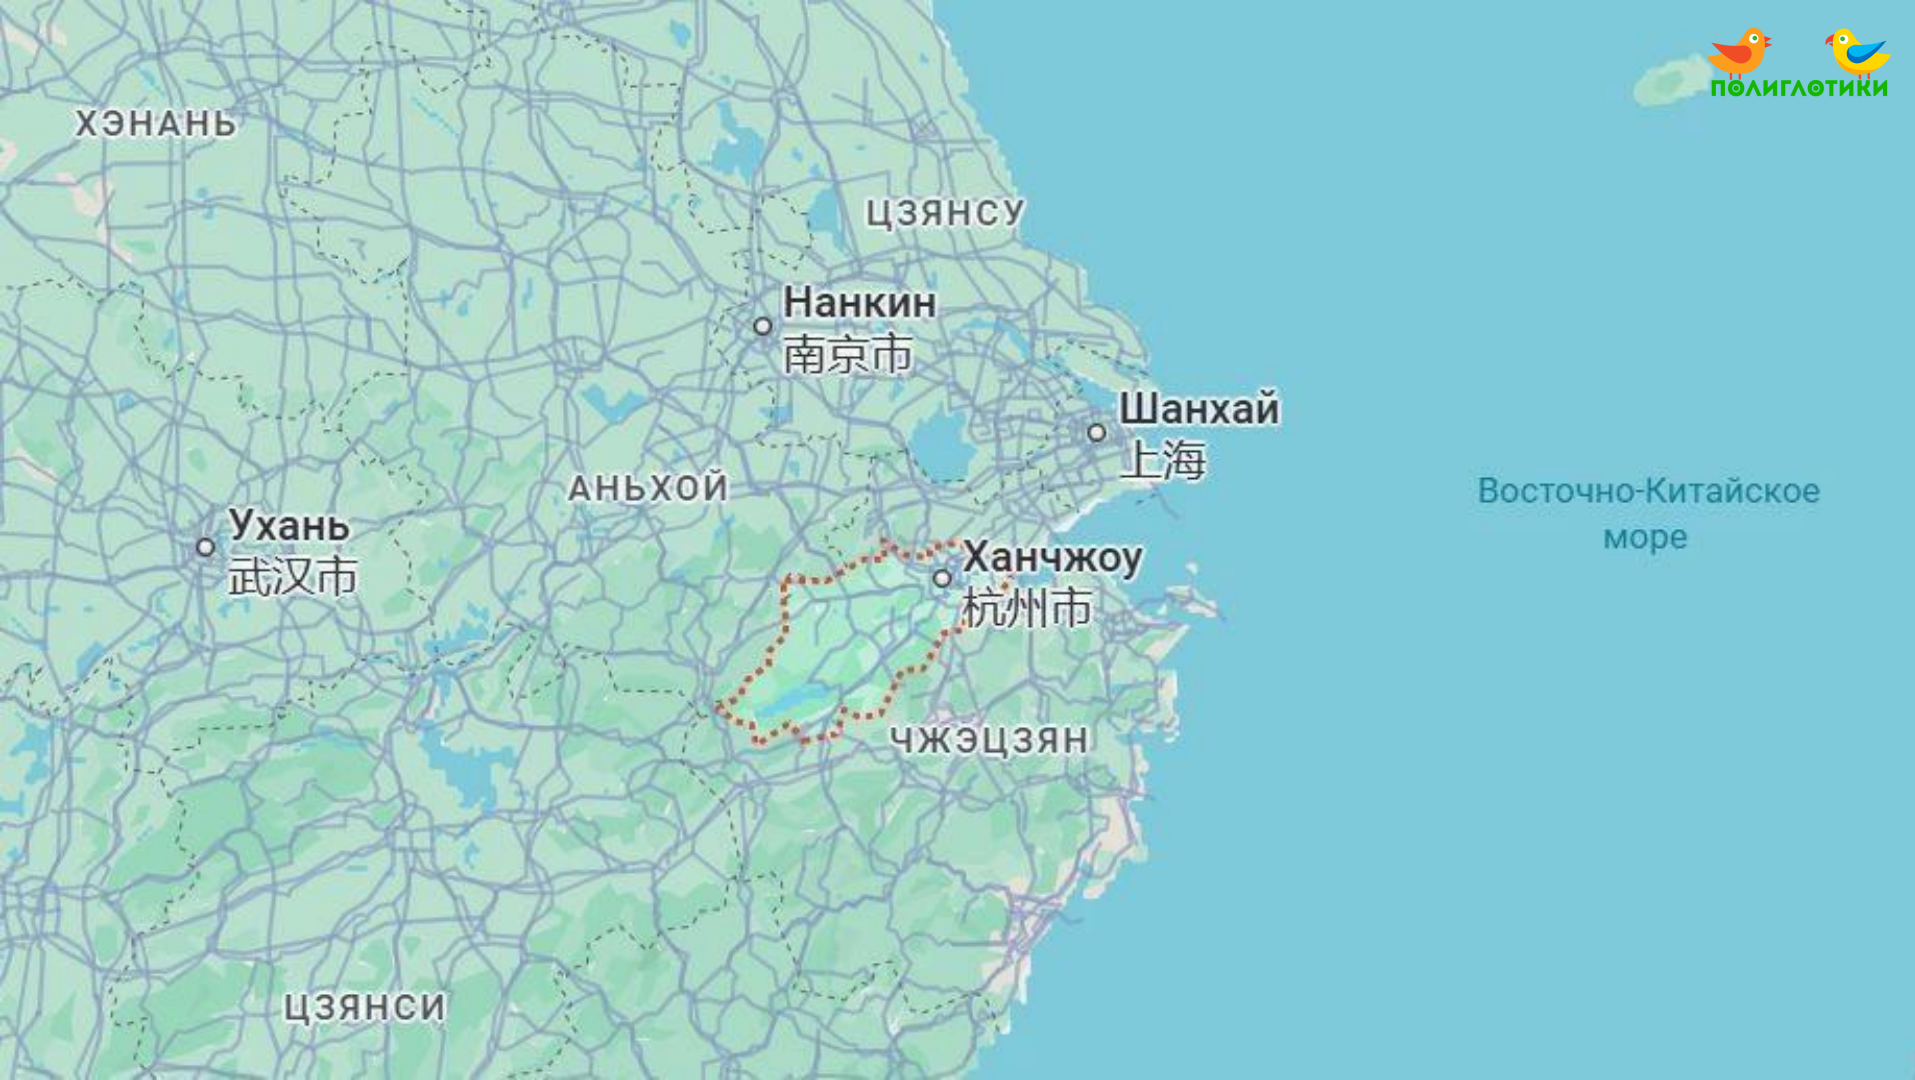 ПОЛИГЛОТИКИ
ХЭНАНЬ
ЦЗЯНСУ
Нанкин
南京市
Шанхай
上海
АНЬХОЙ
Восточно-Китайское
море
Ухань
武汉市
Ханчжоу
杭州市
ЧЖЭЦЗЯН
ЦЗЯНСИ